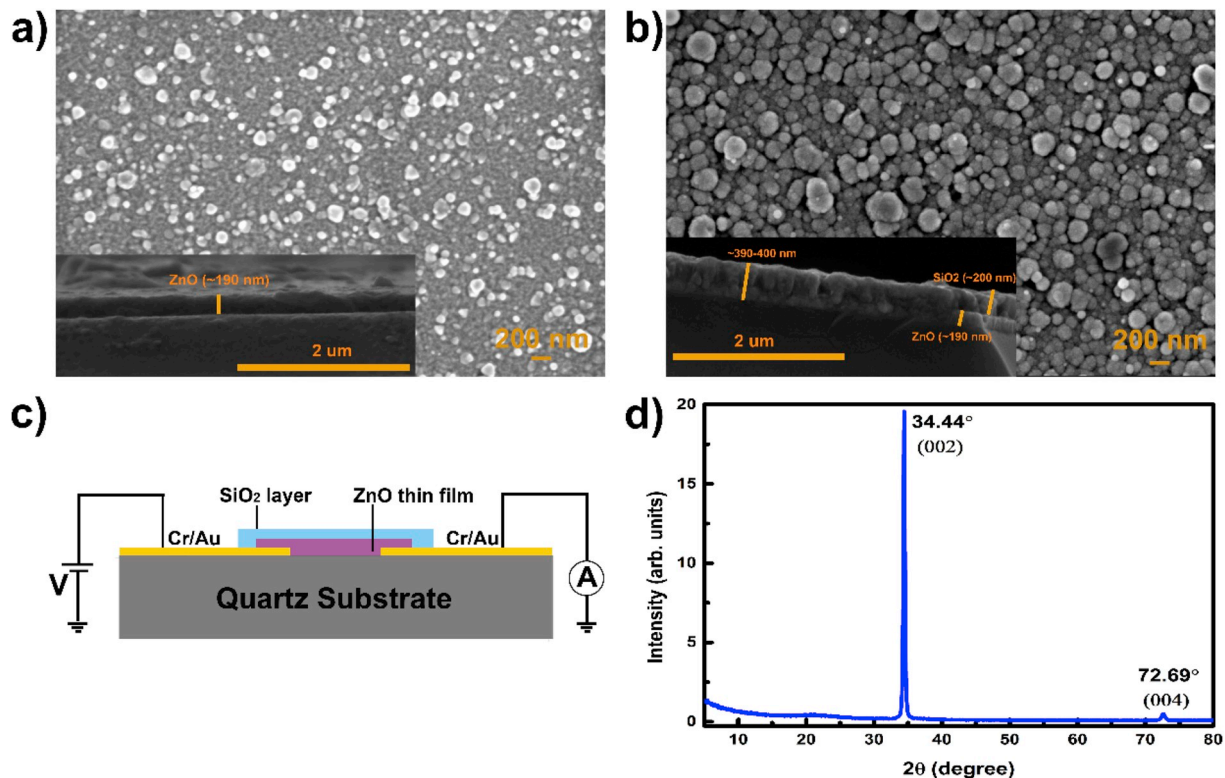 a)
ZnO (~190 nm)
2 um
200 nm
b)
~390-400 nm
SiO2 (~200 nm)
ZnO (~190 nm)
2 um
200 nm
c)
SiO₂ layer
ZnO thin film
Cr/Au
Cr/Au
V
A
Quartz Substrate
d)
20
15
10
5
0
Intensity (arb. units)
34.44°
(002)
72.69°
(004)
10 20 30 40 50 60 70 80
2θ (degree)